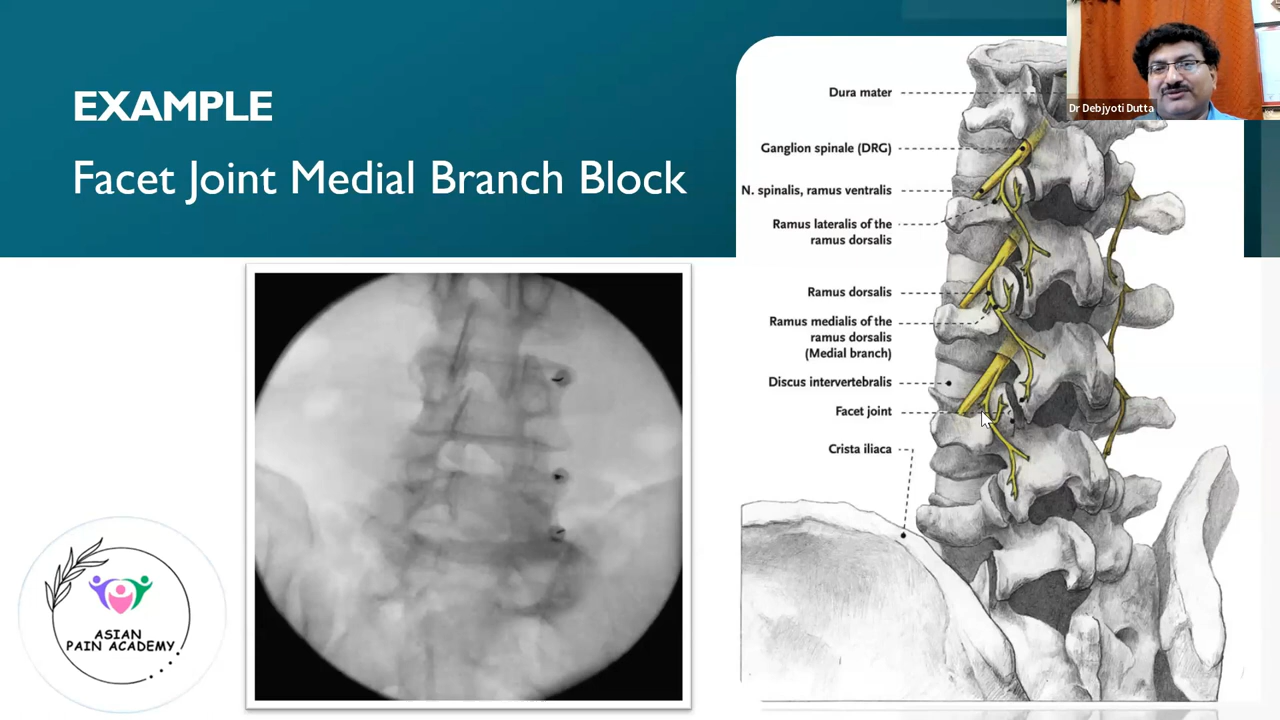 EXAMPLE
Facet Joint Medial Branch Block
Dr Debjyoti Dutta
Dura mater
Ganglion spinale (DRG)
N. spinalis, ramus ventralis
Ramus lateralis of the
ramus dorsalis
Ramus dorsalis
Ramus medialis of the
ramus dorsalis
(Medial branch)
Discus intervertebralis
Facet joint
Crista iliaca
ASIAN
PAIN ACADEMY